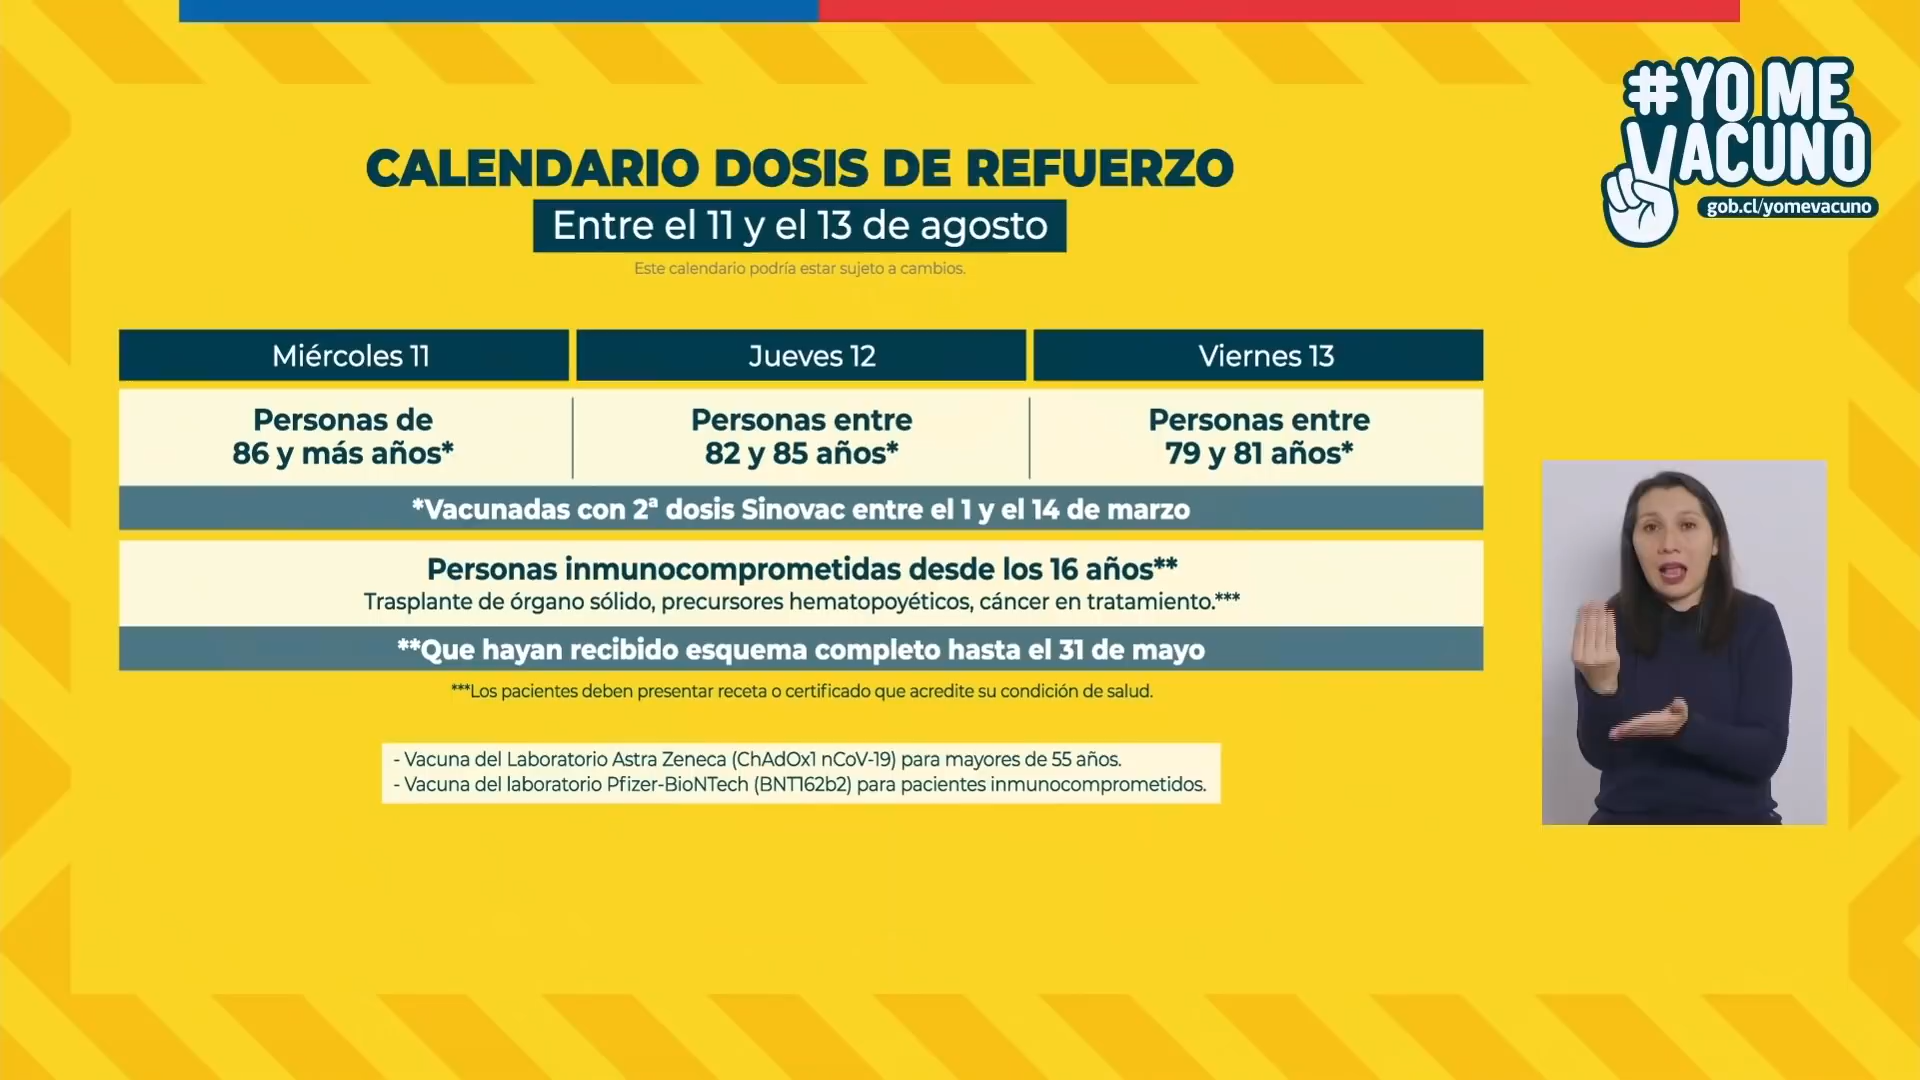 #YO ME
VACUNO
gob.cl/yomevacuno
CALENDARIO DOSIS DE REFUERZO
Entre el 11 y el 13 de agosto
Este calendario podría estar sujeto a cambios.
Miércoles 11
Jueves 12
Viernes 13
Personas de
86 y más años*
Personas entre
82 y 85 años*
Personas entre
79 y 81 años*
*Vacunadas con 2ª dosis Sinovac entre el 1 y el 14 de marzo
Personas inmunocomprometidas desde los 16 años**
Trasplante de órgano sólido, precursores hematopoyéticos, cáncer en tratamiento.***
**Que hayan recibido esquema completo hasta el 31 de mayo
***Los pacientes deben presentar receta o certificado que acredite su condición de salud.
- Vacuna del Laboratorio Astra Zeneca (ChAdOx1 nCoV-19) para mayores de 55 años.
- Vacuna del laboratorio Pfizer-BioNTech (BNT162b2) para pacientes inmunocomprometidos.